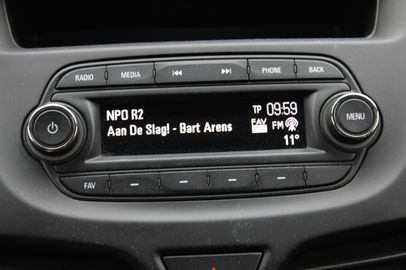 RADIO MEDIA PHONE BACK
NPO R2 TP 09:59
Aan De Slag! - Bart Arens FAV FM
11°
MENU
FAV